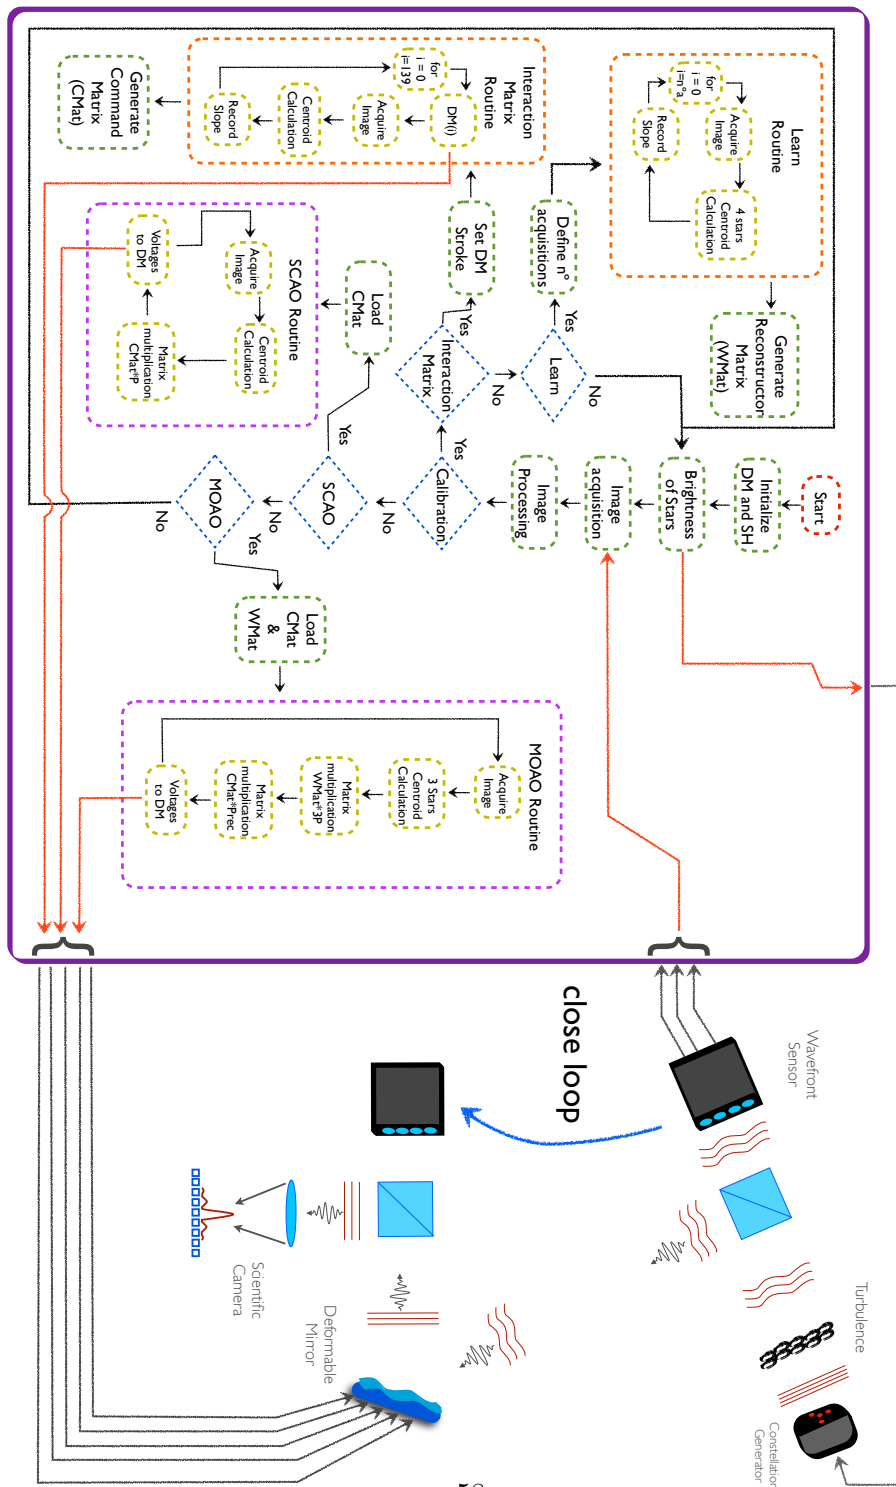 Start
Initialize
DM and SH
Brightness
of Stars
Image
acquisition
Image
Processing
Calibration
Yes
No
Interaction
Matrix
Yes
No
Learn
Yes
No
Define n°
acquisitions
Learn
Routine
for
i = 0
i=n°a
Acquire
Image
4 stars
Centroid
Calculation
Record
Slope
Generate
Reconstructor
Matrix
(WMat)
Set DM
Stroke
Interaction
Matrix
Routine
for
i = 0
i=139
DM(i)
Acquire
Image
Centroid
Calculation
Record
Slope
Generate
Command
Matrix
(CMat)
SCAO
Yes
No
Load
CMat
SCAO Routine
Acquire
Image
Centroid
Calculation
Matrix
multiplication
CMat*P
Voltages
to DM
MOAO
Yes
No
Load
CMat
&
WMat
MOAO Routine
Acquire
Image
3 Stars
Centroid
Calculation
Matrix
multiplication
WMat*3P
Matrix
multiplication
CMat*Prec
Voltages
to DM
close loop
Wavefront
Sensor
Turbulence
Constellation
Generator
Deformable
Mirror
Scientific
Camera